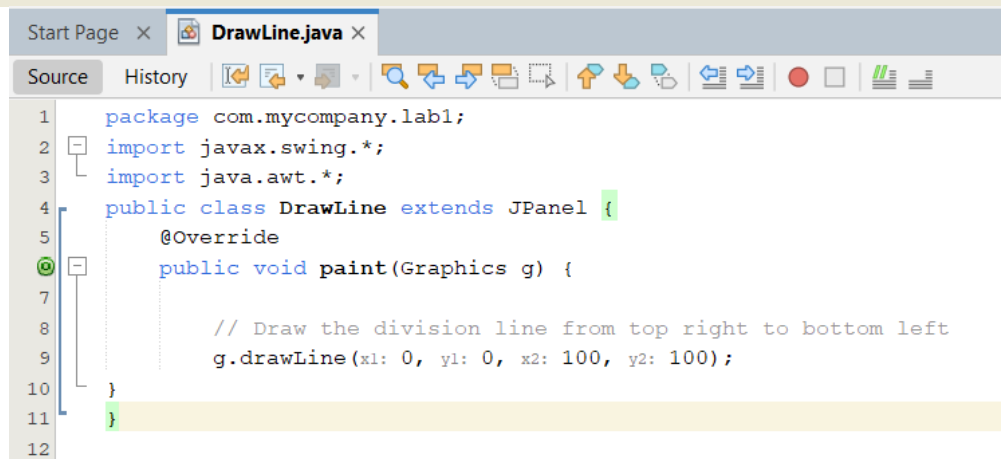 Start Page × DrawLine.java ×
Source History
1 package com.mycompany.lab1;
2 import javax.swing.*;
3 import java.awt.*;
4 public class DrawLine extends JPanel {
5 @Override
public void paint(Graphics g) {
7
8 // Draw the division line from top right to bottom left
9 g.drawLine(x1: 0, y1: 0, x2: 100, y2: 100);
10 }
11 }
12